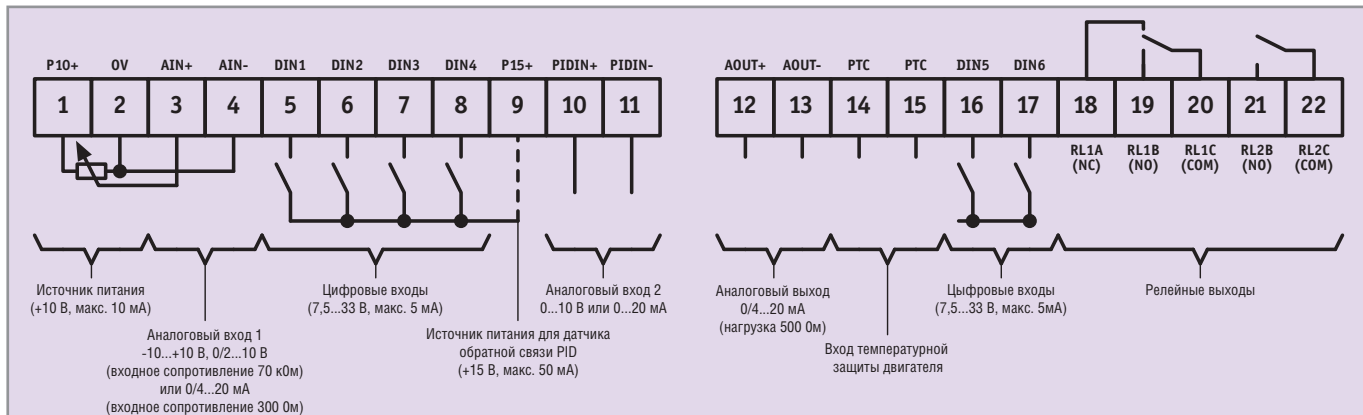 P10+ 0V AIN+ AIN- DIN1 DIN2 DIN3 DIN4 P15+ PIDIN+ PIDIN-
1 2 3 4 5 6 7 8 9 10 11
AOUT+ AOUT- PTC PTC DIN5 DIN6
12 13 14 15 16 17 18 19 20 21 22
RL1A RL1B RL1C RL2B RL2C
(NC) (NO) (COM) (NO) (COM)
Источник питания
(+10 В, макс. 10 мА)
Аналоговый вход 1
-10...+10 В, 0/2...10 В
(входное сопротивление 70 кОм)
или 0/4...20 мА
(входное сопротивление 300 Ом)
Цифровые входы
(7,5...33 В, макс. 5 мА)
Источник питания для датчика
обратной связи PID
(+15 В, макс. 50 мА)
Аналоговый вход 2
0...10 В или 0...20 мА
Аналоговый выход
0/4...20 мА
(нагрузка 500 Ом)
Вход температурной
защиты двигателя
Цыфровые входы
(7,5...33 В, макс. 5мА)
Релейные выходы